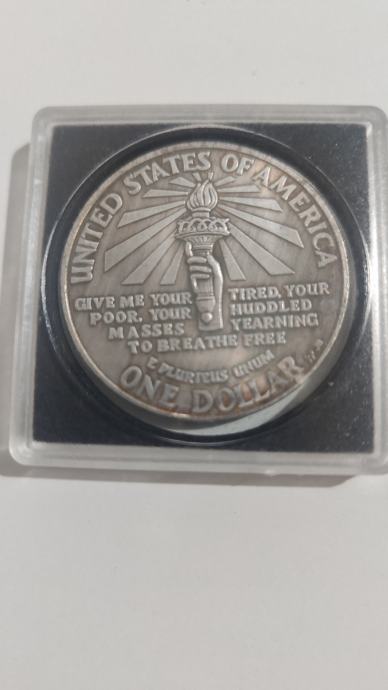 UNITED STATES OF AMERICA
GIVE ME YOUR TIRED, YOUR
POOR, YOUR HUDDLED
MASSES YEARNING
TO BREATHE FREE
E PLURIBUS UNUM
ONE DOLLAR